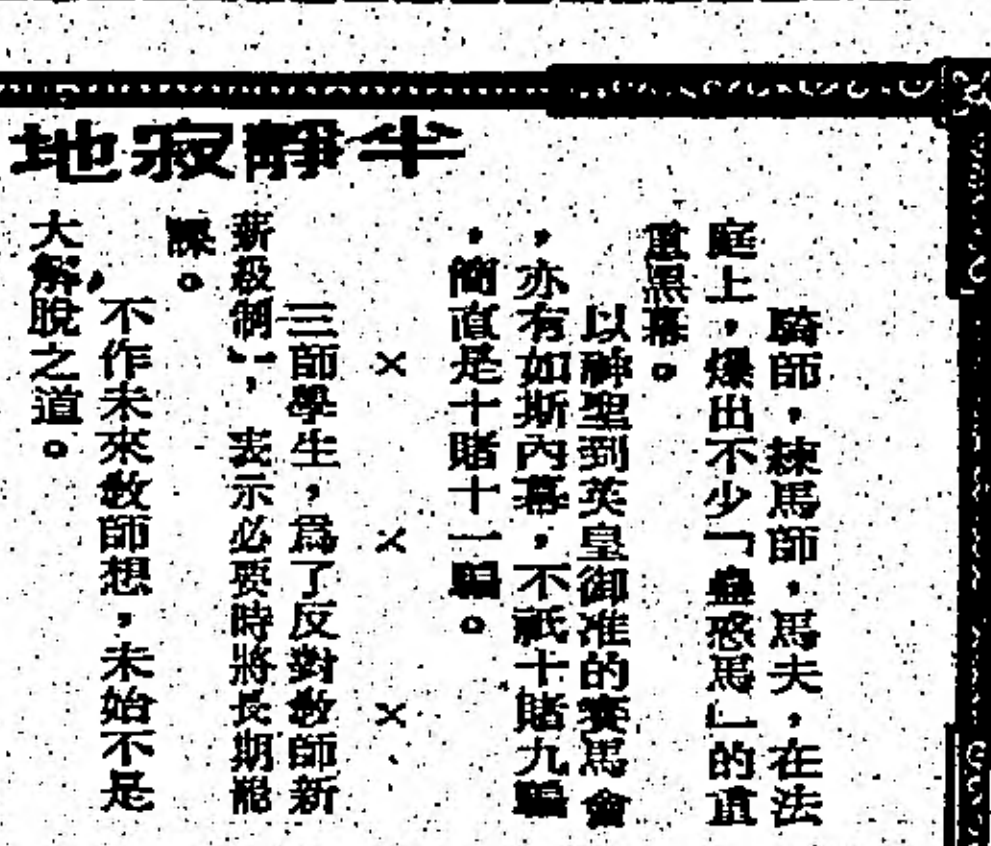 半靜寂地
騎師，練馬師，馬夫，在法
庭上，爆出不少「蠱惑馬」的重
重黑幕。
以神聖到英皇御准的賽馬會
，亦有如斯內幕，不祇十賭九騙
，簡直是十賭十一騙。
× × ×
三師學生，爲了反對教師新
薪級制」，表示必要時將長期罷
課。
不作未來教師想，未始不是
大解脫之道。